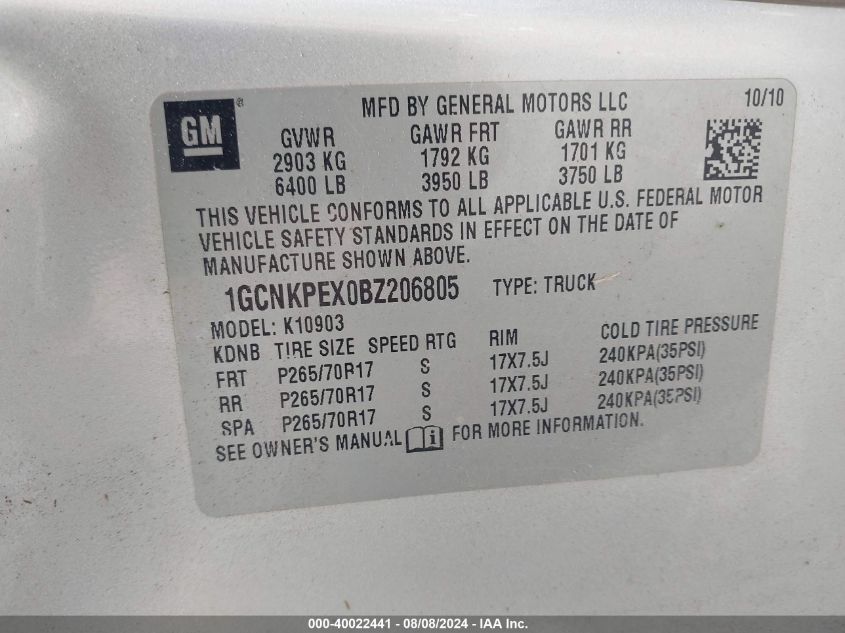 GM®
MFD BY GENERAL MOTORS LLC 10/10
GVWR GAWR FRT GAWR RR
2903 KG 1792 KG 1701 KG
6400 LB 3950 LB 3750 LB
THIS VEHICLE CONFORMS TO ALL APPLICABLE U.S. FEDERAL MOTOR
VEHICLE SAFETY STANDARDS IN EFFECT ON THE DATE OF
MANUFACTURE SHOWN ABOVE.
1GCNKPEX0BZ206805 TYPE: TRUCK
MODEL: K10903
KDNB TIRE SIZE SPEED RTG RIM COLD TIRE PRESSURE
FRT P265/70R17 S 17X7.5J 240KPA(35PSI)
RR P265/70R17 S 17X7.5J 240KPA(35PSI)
SPA P265/70R17 S 17X7.5J 240KPA(35PSI)
SEE OWNER'S MANUAL i FOR MORE INFORMATION.
000-40022441 - 08/08/2024 - IAA Inc.